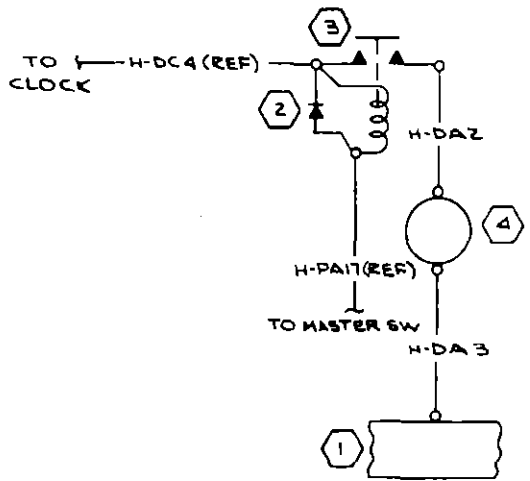 3
TO H-DC4 (REF)
CLOCK
2
H-DA2
4
H-PA17(REF)
TO MASTER SW
H-DA3
1